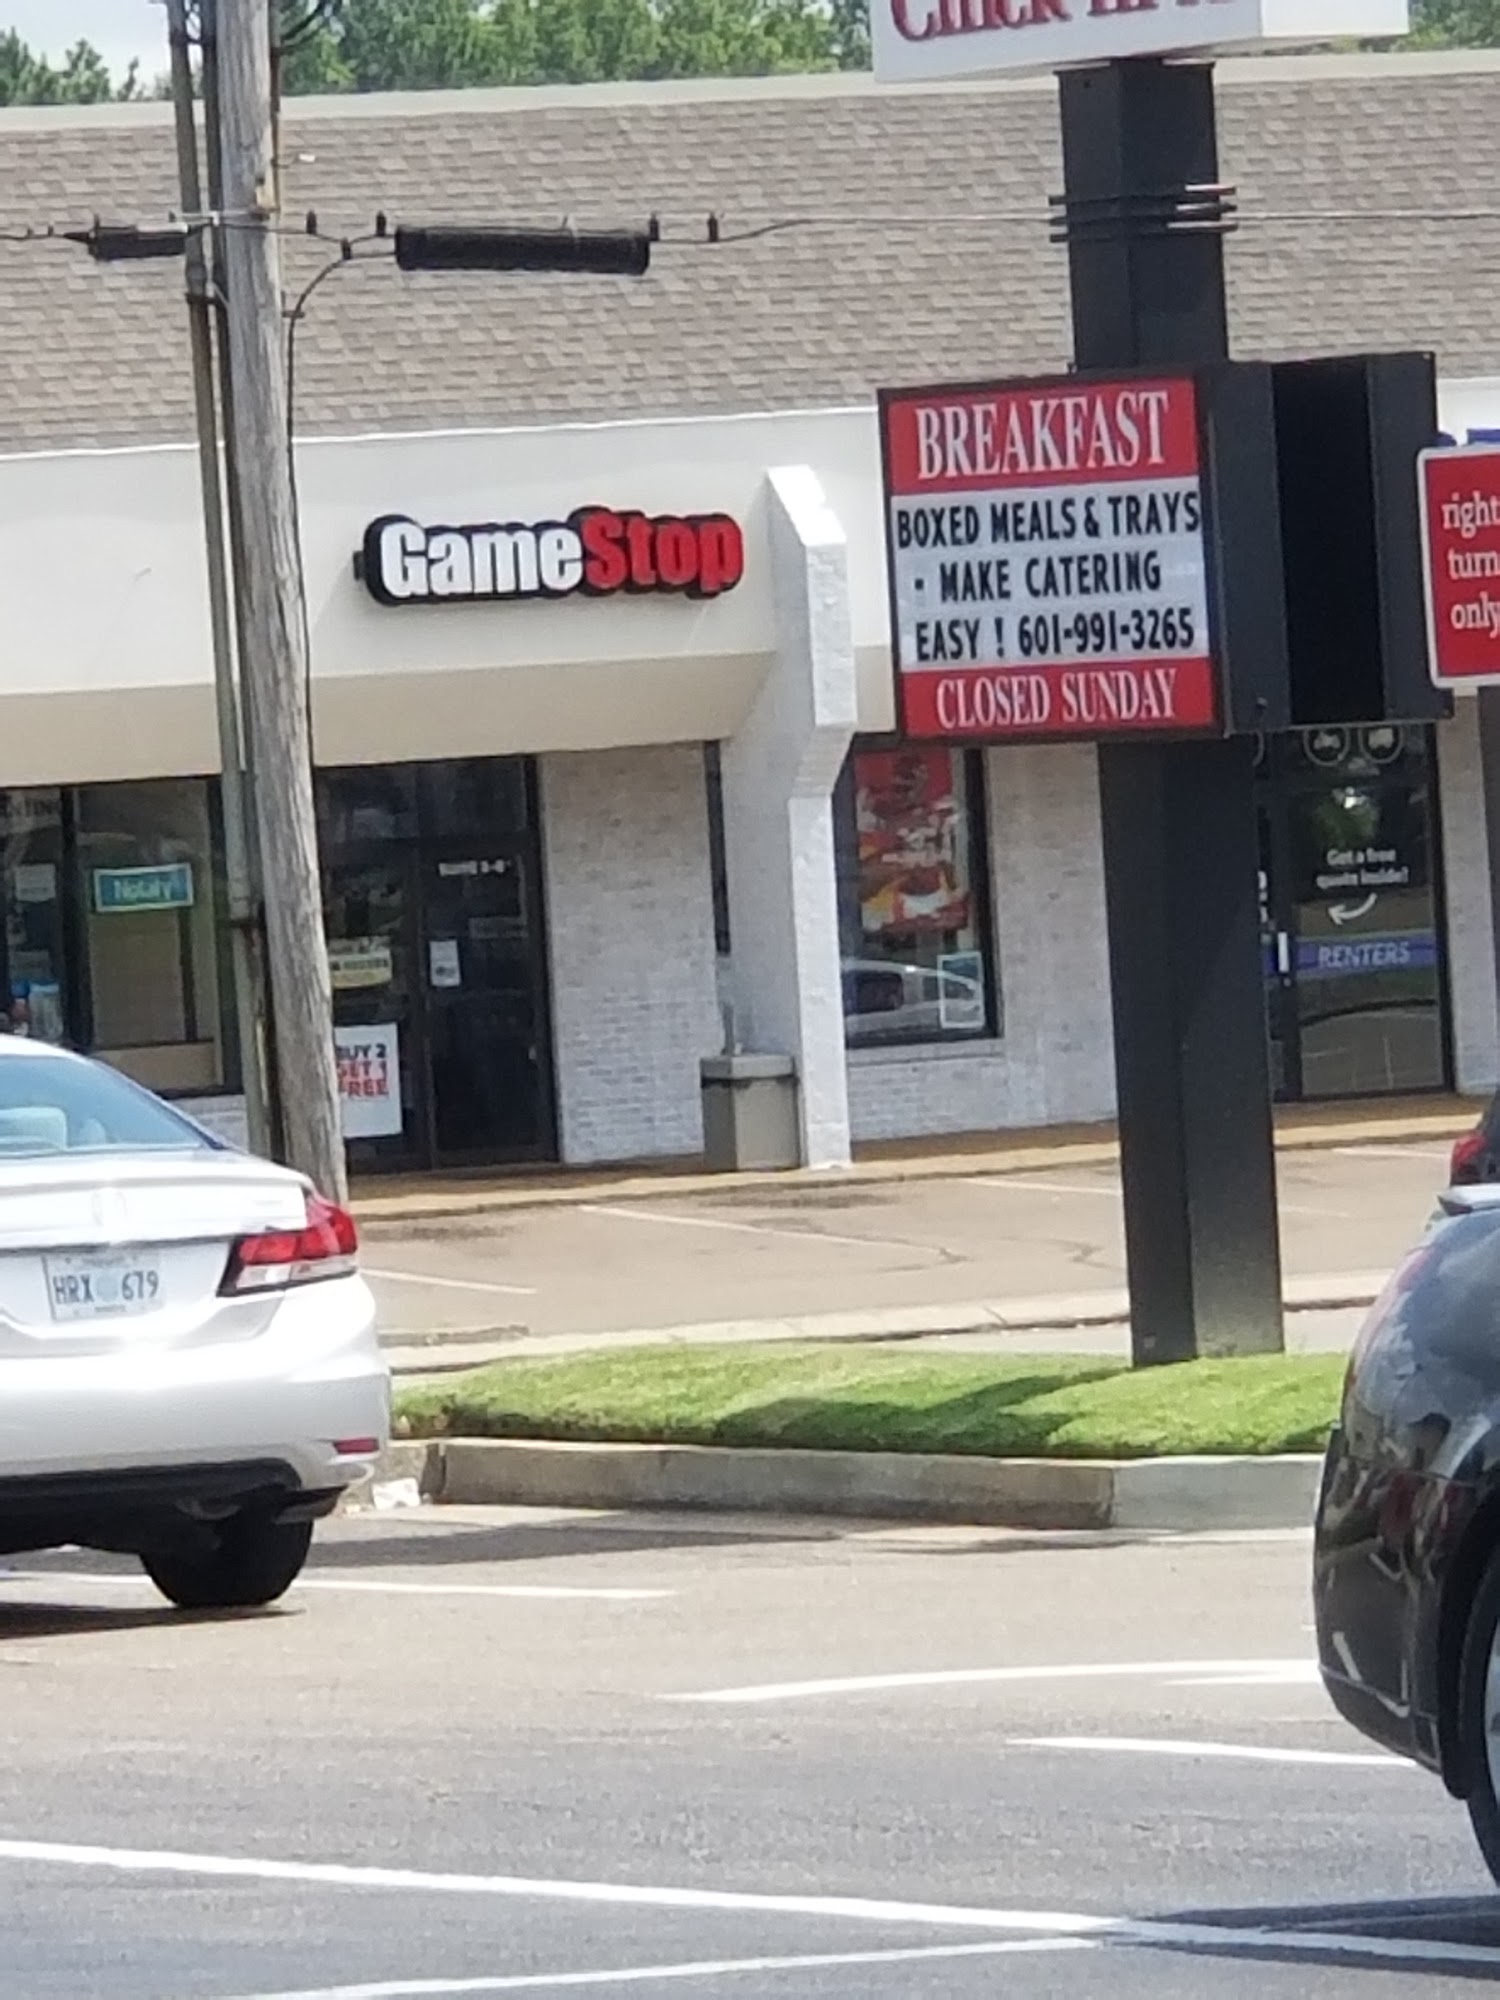 GameStop
BREAKFAST
BOXED MEALS & TRAYS
- MAKE CATERING
EASY ! 601-991-3265
CLOSED SUNDAY
right
turn
only
Notary
BUY 2
GET 1
FREE
Get a free
quote inside!
RENTERS
HRX 679